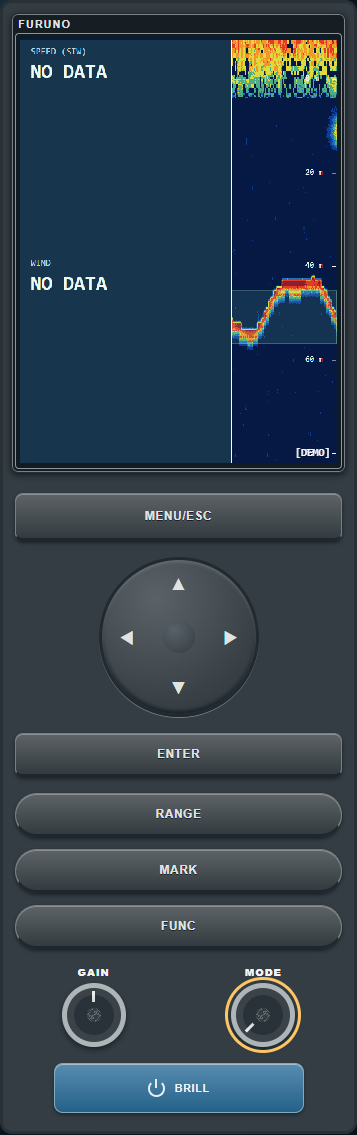 FURUNO
SPEED (STW)
NO DATA
20 m
WIND
40 m
NO DATA
60 m
[DEMO]
MENU/ESC
▲
◀ ▶
▼
ENTER
RANGE
MARK
FUNC
GAIN MODE
BRILL